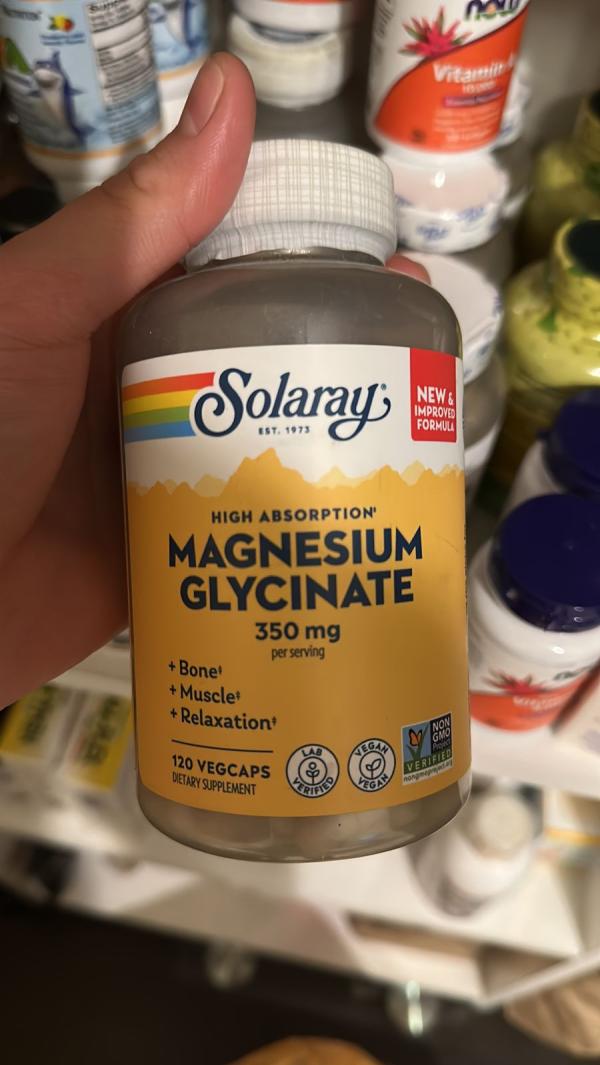 now
Vitamin
Solaray®
EST. 1973
NEW &
IMPROVED
FORMULA
HIGH ABSORPTION†
MAGNESIUM
GLYCINATE
350 mg
per serving
+ Bone‡
+ Muscle‡
+ Relaxation‡
120 VEGCAPS
DIETARY SUPPLEMENT
LAB
VERIFIED
VEGAN
VEGAN
NON
GMO
Project
VERIFIED
nongmoproject.org